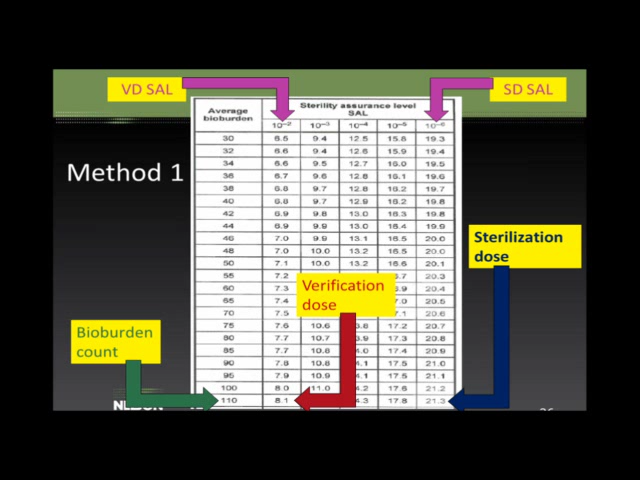 VD SAL
SD SAL
Average bioburden
Sterility assurance level
SAL
10⁻² 10⁻³ 10⁻⁴ 10⁻⁵ 10⁻⁶
30 6.5 9.4 12.5 15.8 19.3
32 6.6 9.4 12.6 15.9 19.4
34 6.6 9.5 12.7 16.0 19.5
36 6.7 9.6 12.8 16.1 19.6
38 6.8 9.7 12.8 16.2 19.7
40 6.8 9.7 12.9 16.2 19.8
42 6.9 9.8 13.0 16.3 19.8
44 6.9 9.9 13.0 16.4 19.9
46 7.0 9.9 13.1 16.5 20.0
48 7.0 10.0 13.2 16.5 20.0
50 7.1 10.0 13.2 16.6 20.1
55 7.2 20.3
60 7.3 20.4
65 7.4 20.5
70 7.5 20.6
75 7.6 10.6 17.2 20.7
80 7.7 10.7 17.3 20.8
85 7.7 10.8 17.4 20.9
90 7.8 10.8 17.5 21.0
95 7.9 10.9 17.5 21.1
100 8.0 11.0 17.6 21.2
110 8.1 17.8 21.3
Method 1
Sterilization
dose
Verification
dose
Bioburden
count